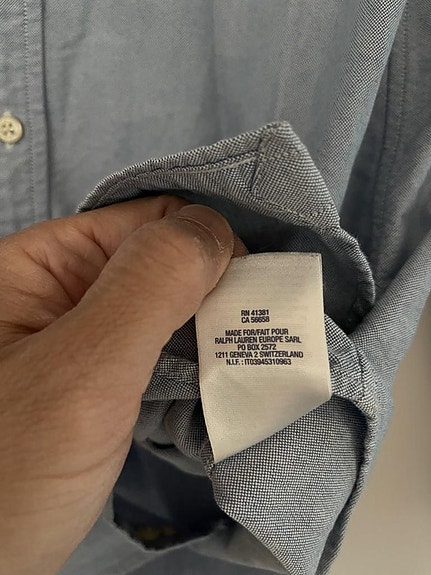 RN 41381
CA 56658
MADE FOR/FAIT POUR
RALPH LAUREN EUROPE SARL
PO BOX 2572
1211 GENEVA 2 SWITZERLAND
N.I.F. : IT03945310963